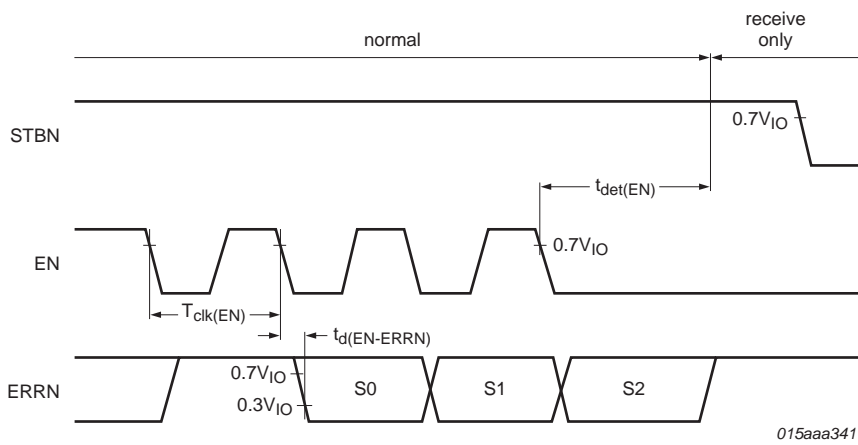 normal
receive
only
STBN
0.7VIO
tdet(EN)
EN
0.7VIO
Tclk(EN)
td(EN-ERRN)
ERRN
0.7VIO
0.3VIO
S0
S1
S2
015aaa341